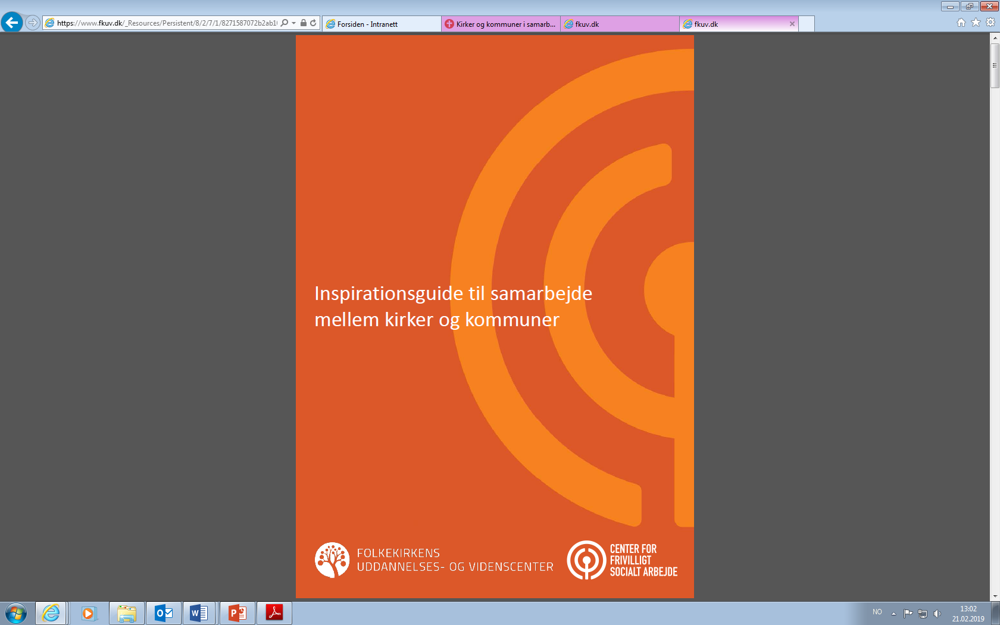 https://www.fkuv.dk/_Resources/Persistent/8/2/7/1/8271587072b2ab1
Forsiden - Intranett
Kirker og kommuner i samarb...
fkuv.dk
fkuv.dk
Inspirationsguide til samarbejde
mellem kirker og kommuner
FOLKEKIRKENS
UDDANNELSES- OG VIDENSCENTER
CENTER FOR
FRIVILLIGT
SOCIALT ARBEJDE
NO
13:02
21.02.2019